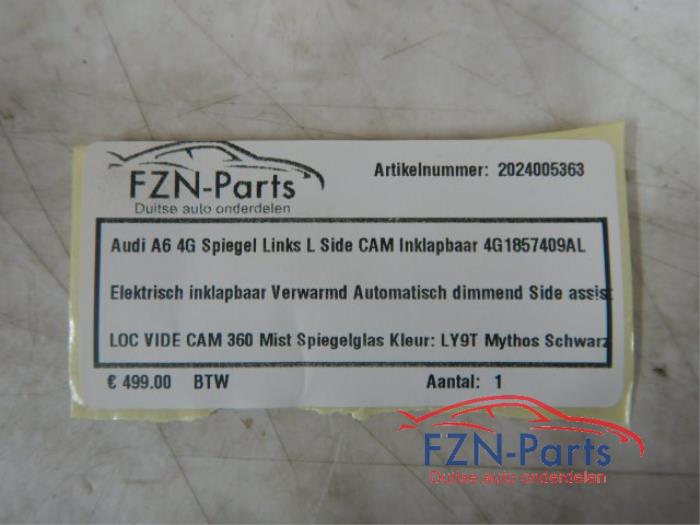 FZN-Parts
Duitse auto onderdelen
Artikelnummer: 2024005363
Audi A6 4G Spiegel Links L Side CAM Inklapbaar 4G1857409AL
Elektrisch inklapbaar Verwarmd Automatisch dimmend Side assist
LOC VIDE CAM 360 Mist Spiegelglas Kleur: LY9T Mythos Schwarz
€ 499.00 BTW Aantal: 1
FZN-Parts
Duitse auto onderdelen